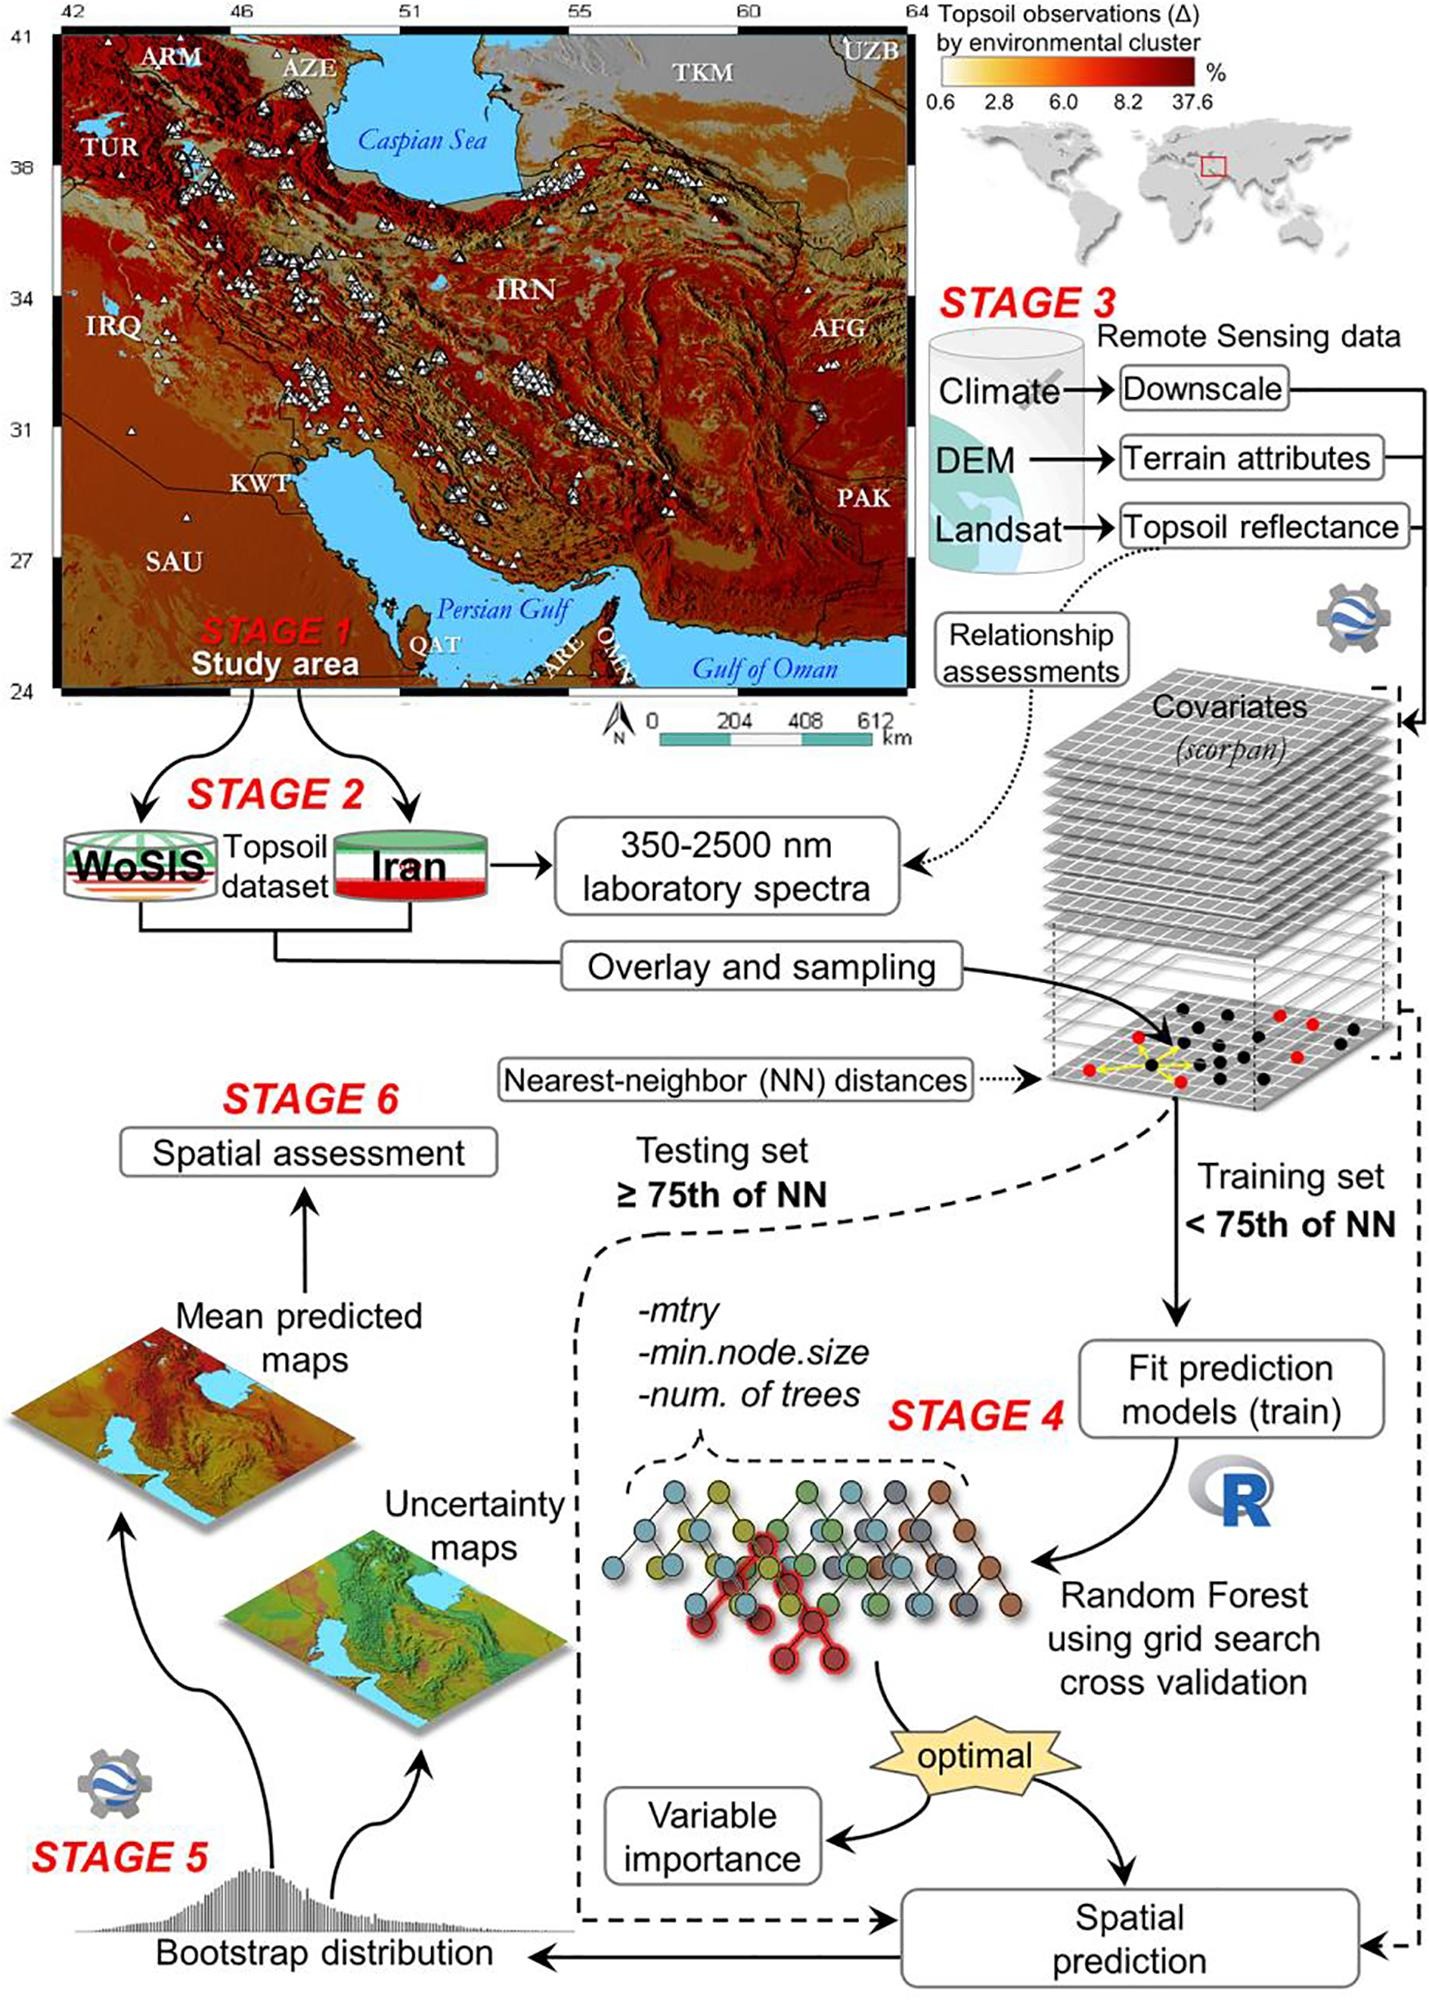 42 46 51 55 60 64
41
38
34
31
27
24
ARM
AZE
TKM
UZB
TUR
Caspian Sea
IRN
IRQ
AFG
KWT
PAK
SAU
Persian Gulf
QAT
ARE
OMN
Gulf of Oman
STAGE 1
Study area
N
0 204 408 612
km
Topsoil observations (Δ)
by environmental cluster
%
0.6 2.8 6.0 8.2 37.6
STAGE 3
Remote Sensing data
Climate
Downscale
DEM
Terrain attributes
Landsat
Topsoil reflectance
Relationship
assessments
Covariates
(scorpan)
STAGE 2
WoSIS
Topsoil
dataset
Iran
350-2500 nm
laboratory spectra
Overlay and sampling
Nearest-neighbor (NN) distances
Testing set
≥ 75th of NN
Training set
< 75th of NN
STAGE 6
Spatial assessment
Mean predicted
maps
Uncertainty
maps
-mtry
-min.node.size
-num. of trees
STAGE 4
Fit prediction
models (train)
R
Random Forest
using grid search
cross validation
optimal
Variable
importance
Spatial
prediction
STAGE 5
Bootstrap distribution